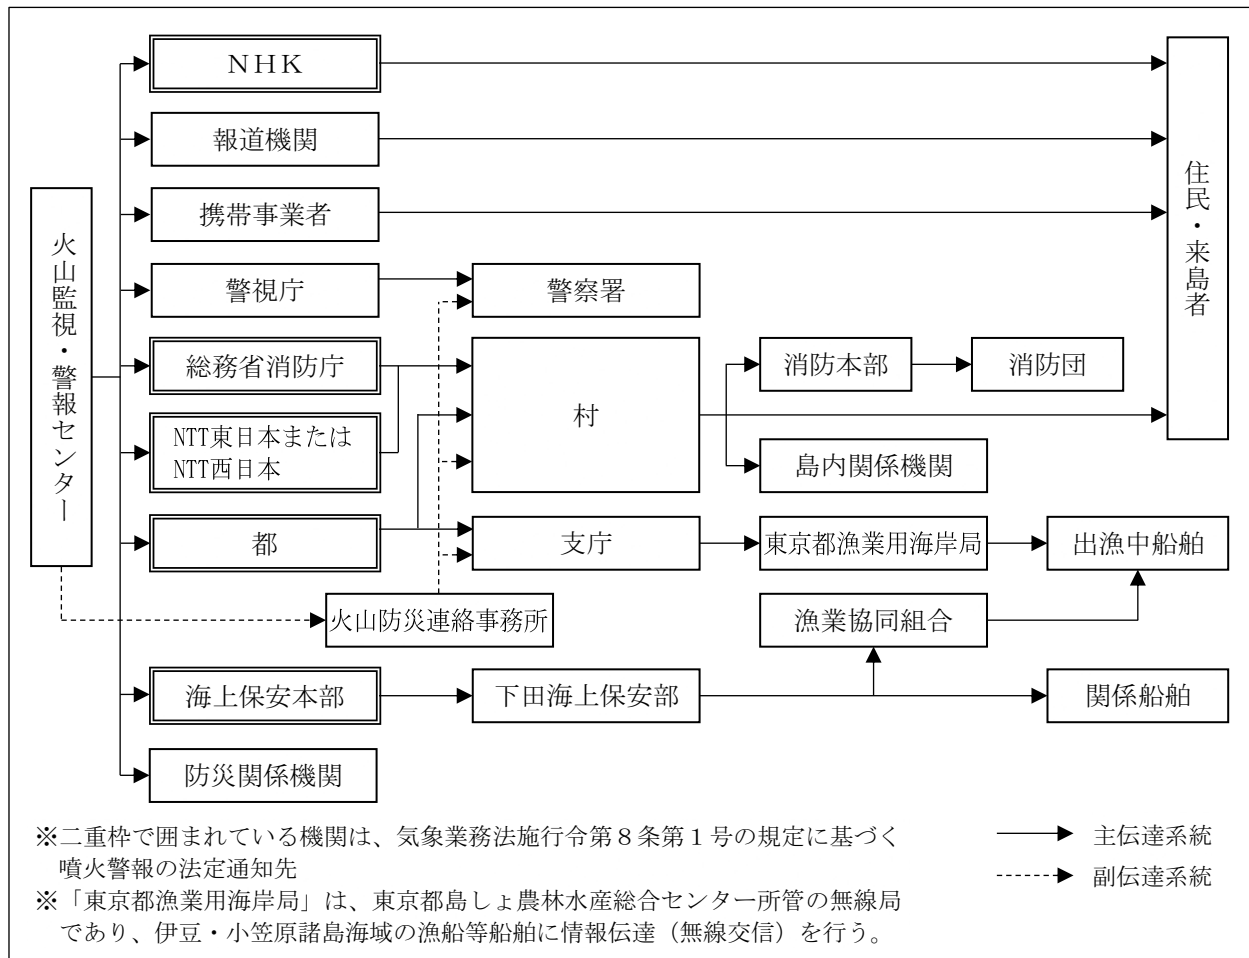 NHK
報道機関
携帯事業者
住民・来島者
火山監視・警報センター
警視庁
警察署
総務省消防庁
村
消防本部
消防団
NTT東日本または
NTT西日本
島内関係機関
都
支庁
東京都漁業用海岸局
出漁中船舶
火山防災連絡事務所
漁業協同組合
海上保安本部
下田海上保安部
関係船舶
防災関係機関
※二重枠で囲まれている機関は、気象業務法施行令第8条第1号の規定に基づく
噴火警報の法定通知先
※「東京都漁業用海岸局」は、東京都島しょ農林水産総合センター所管の無線局
であり、伊豆・小笠原諸島海域の漁船等船舶に情報伝達(無線交信)を行う。
主伝達系統
副伝達系統